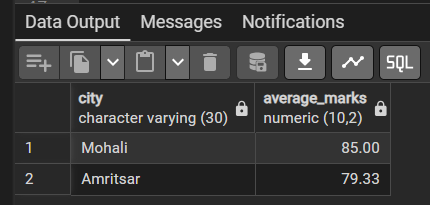 Data Output Messages Notifications
SQL
city average_marks
character varying (30) numeric (10,2)
1 Mohali 85.00
2 Amritsar 79.33